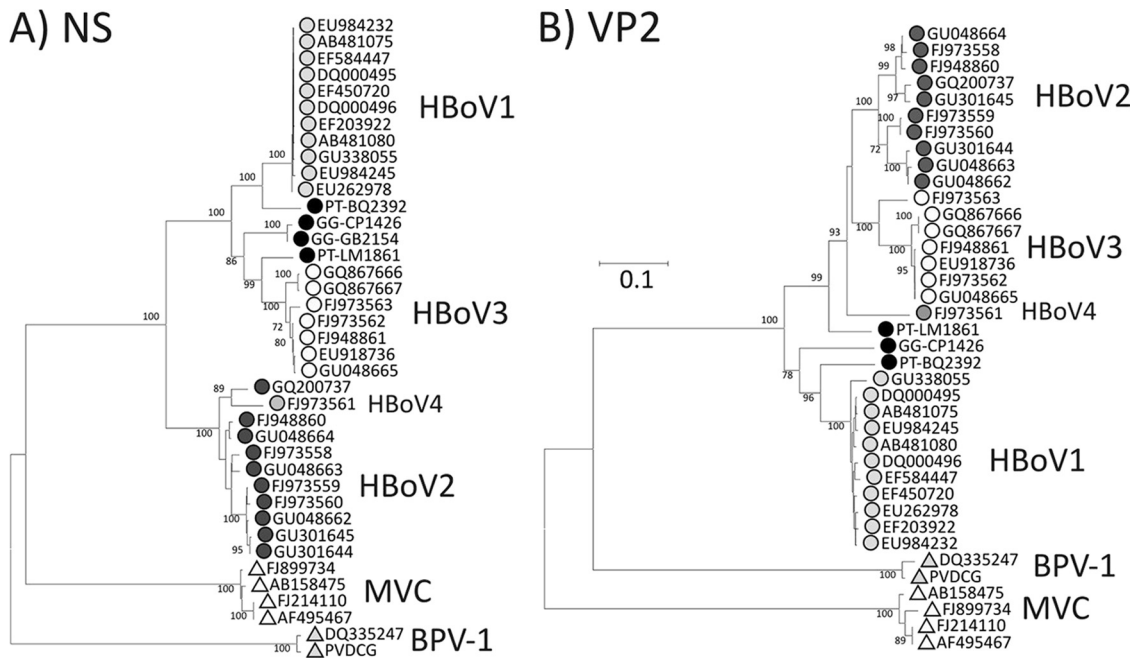 A) NS
100
EU984232
AB481075
EF584447
DQ000495
EF450720
DQ000496
EF203922
AB481080
GU338055
EU984245
EU262978
HBoV1
100
PT-BQ2392
100
100
GG-CP1426
GG-GB2154
86
PT-LM1861
99
100
GQ867666
GQ867667
100
FJ973563
FJ973562
72
FJ948861
80
EU918736
GU048665
HBoV3
100
89
GQ200737
FJ973561
HBoV4
100
FJ948860
GU048664
FJ973558
GU048663
FJ973559
FJ973560
100
GU048662
GU301645
95
GU301644
HBoV2
FJ899734
100
AB158475
FJ214110
100
AF495467
MVC
DQ335247
100
PVDCG
BPV-1
B) VP2
0.1
98
GU048664
FJ973558
99
FJ948860
GQ200737
97
GU301645
100
100
FJ973559
FJ973560
72
GU301644
100
GU048663
GU048662
HBoV2
FJ973563
100
GQ867666
100
GQ867667
FJ948861
95
EU918736
FJ973562
GU048665
HBoV3
93
FJ973561
HBoV4
99
PT-LM1861
100
GG-CP1426
78
PT-BQ2392
96
GU338055
100
DQ000495
AB481075
EU984245
AB481080
DQ000496
EF584447
EF450720
EU262978
EF203922
EU984232
HBoV1
DQ335247
100
PVDCG
BPV-1
AB158475
100
FJ899734
FJ214110
89
AF495467
MVC